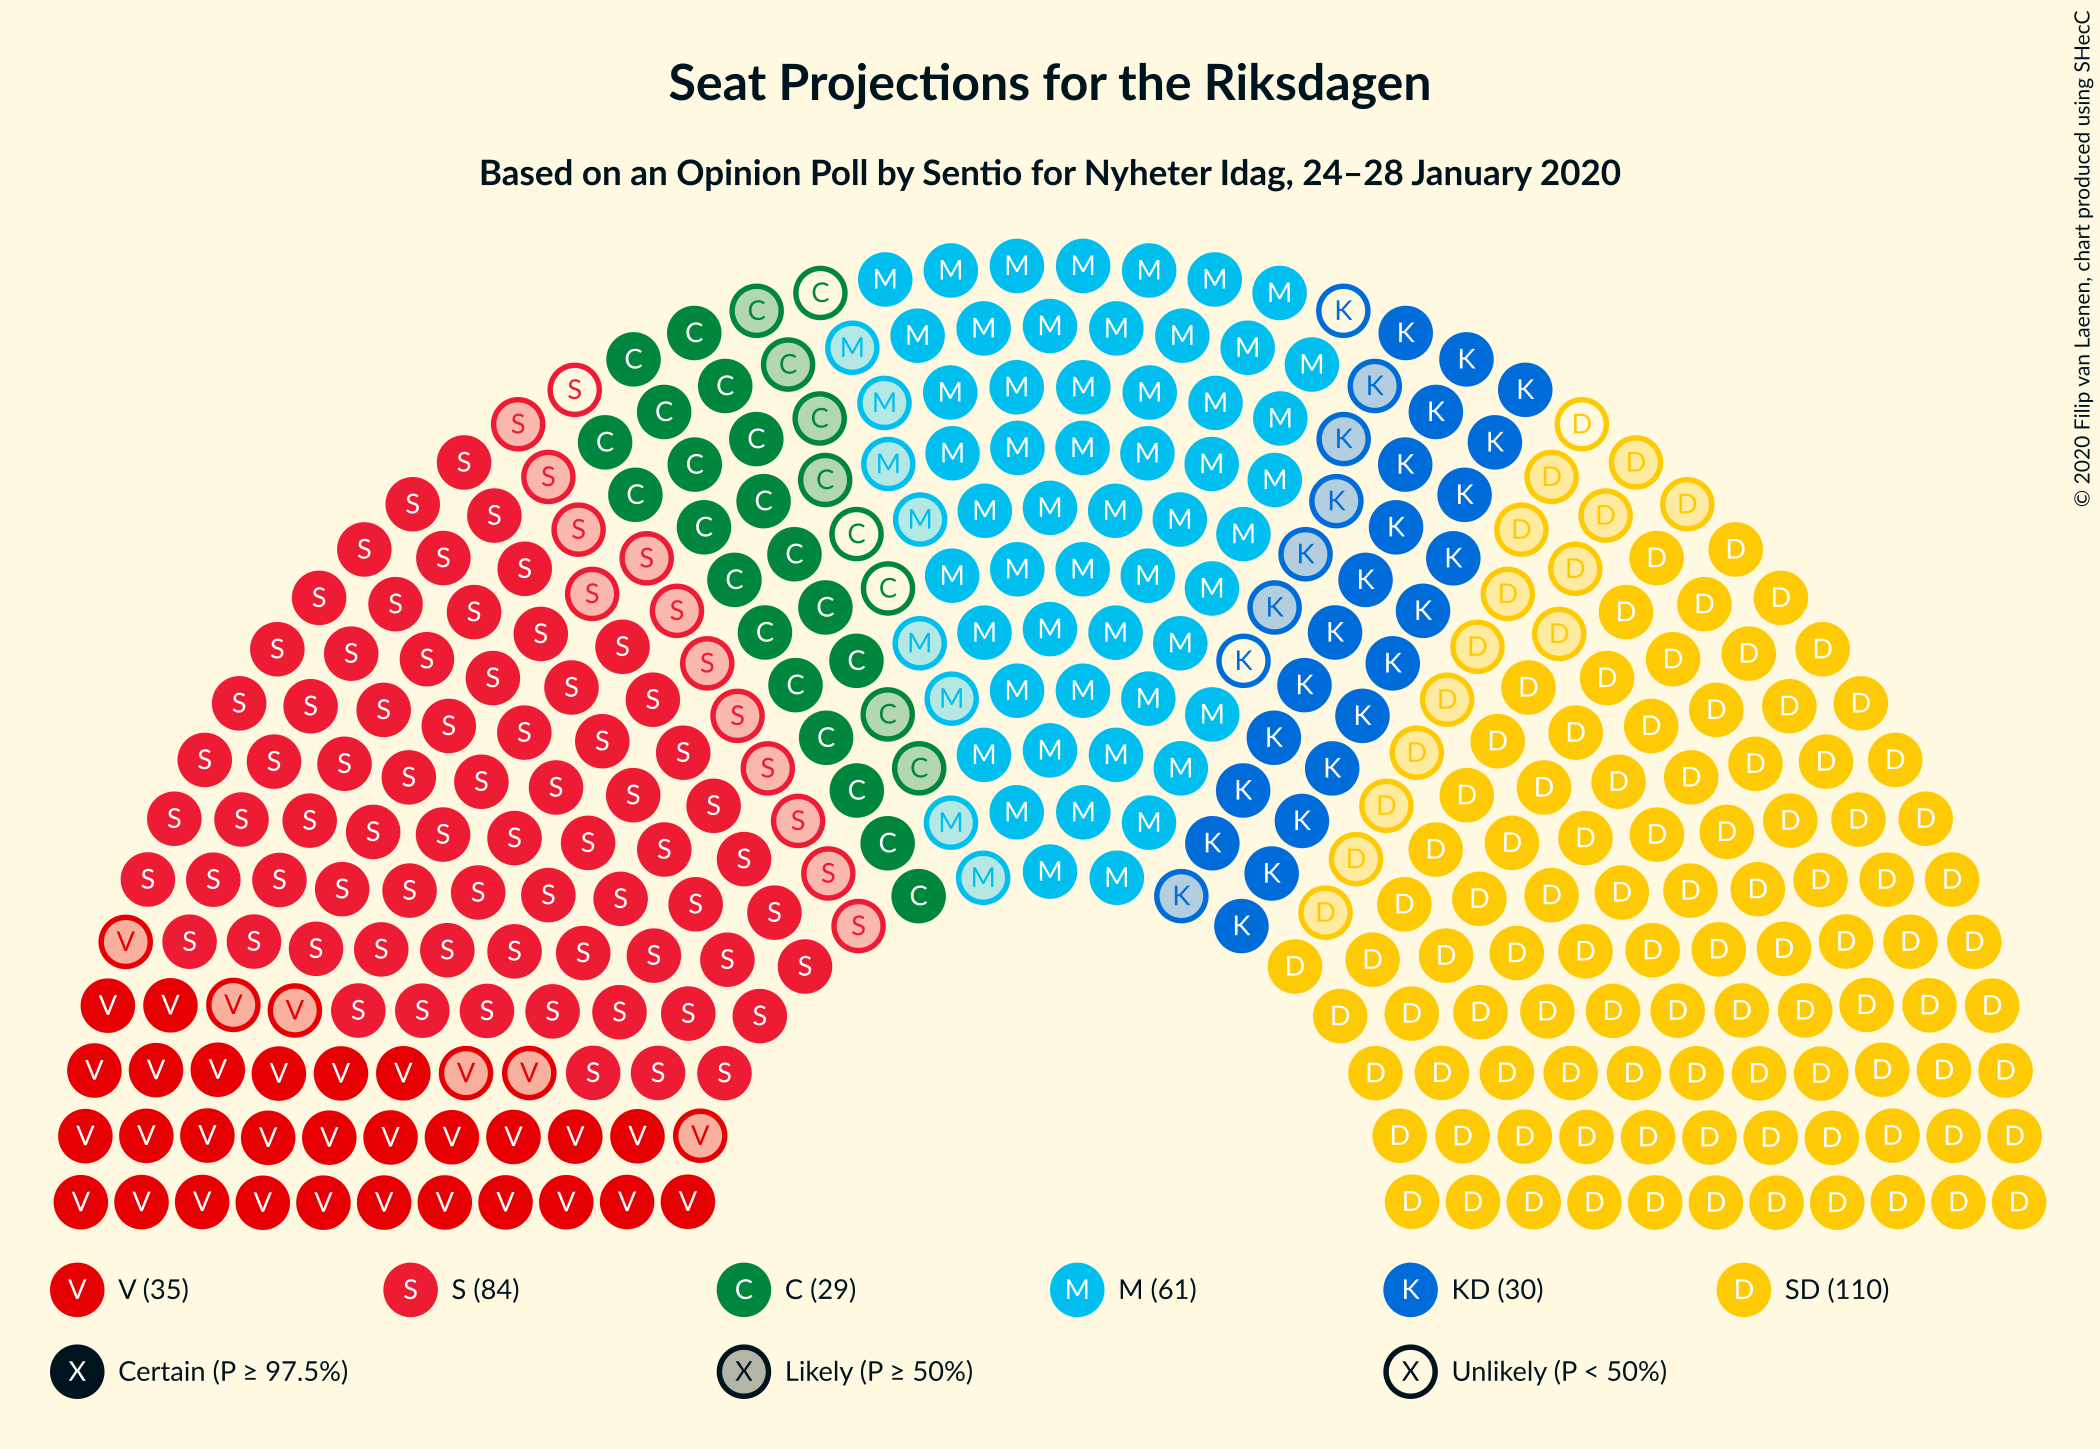 Seat Projections for the Riksdagen
Based on an Opinion Poll by Sentio for Nyheter Idag, 24–28 January 2020
© 2020 Filip van Laenen, chart produced using SHecC
V V (35)
S S (84)
C C (29)
M M (61)
K KD (30)
D SD (110)
X Certain (P ≥ 97.5%)
X Likely (P ≥ 50%)
X Unlikely (P < 50%)